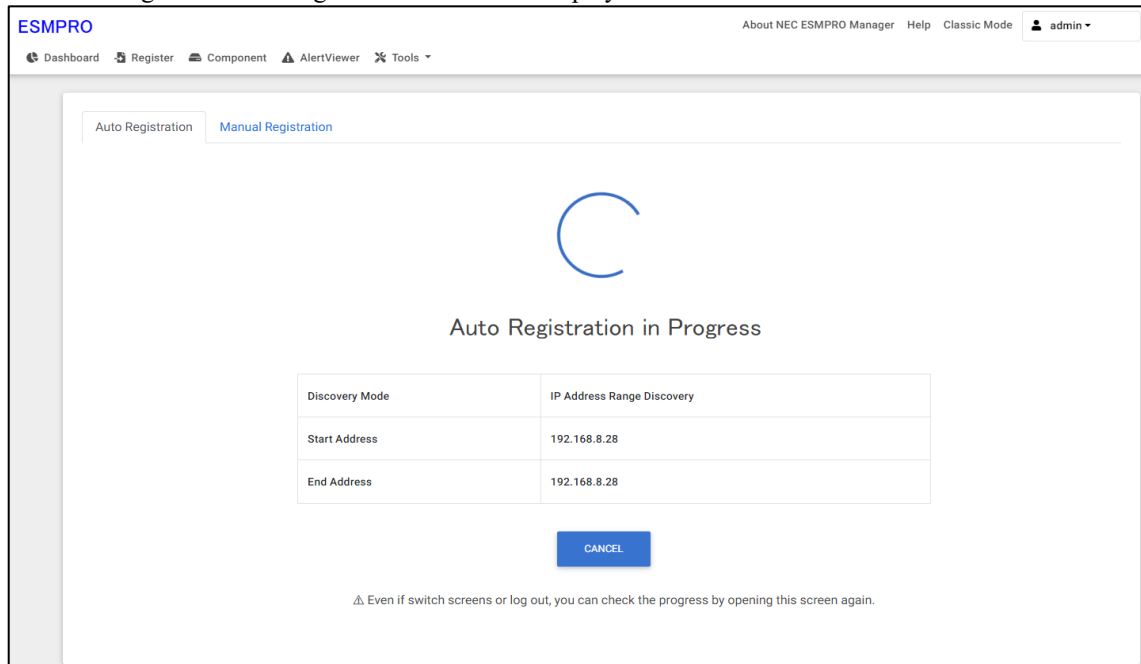 ESMPRO
About NEC ESMPRO Manager Help Classic Mode admin
Dashboard Register Component AlertViewer Tools
Auto Registration Manual Registration
Auto Registration in Progress
Discovery Mode IP Address Range Discovery
Start Address 192.168.8.28
End Address 192.168.8.28
CANCEL
⚠ Even if switch screens or log out, you can check the progress by opening this screen again.